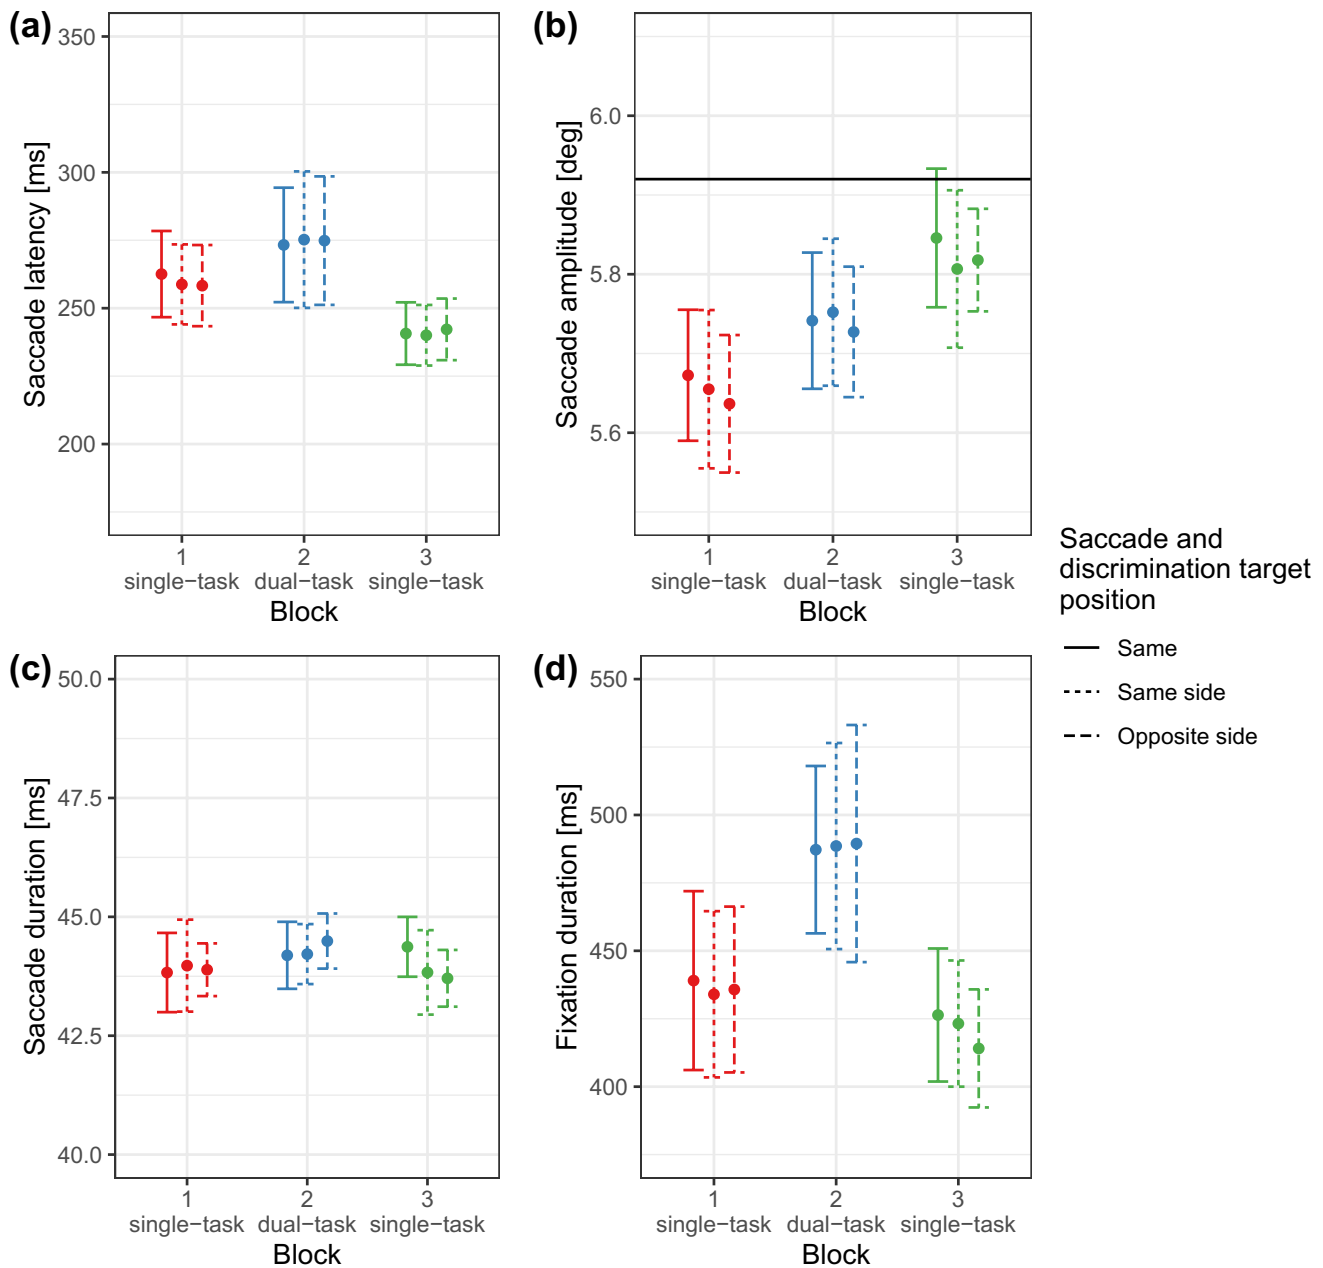 (a)
350
300
250
200
Saccade latency [ms]
1
2
3
single−task
dual−task
single−task
Block
(b)
6.0
5.8
5.6
Saccade amplitude [deg]
1
2
3
single−task
dual−task
single−task
Block
Saccade and
discrimination target
position
Same
Same side
Opposite side
(c)
50.0
47.5
45.0
42.5
40.0
Saccade duration [ms]
1
2
3
single−task
dual−task
single−task
Block
(d)
550
500
450
400
Fixation duration [ms]
1
2
3
single−task
dual−task
single−task
Block